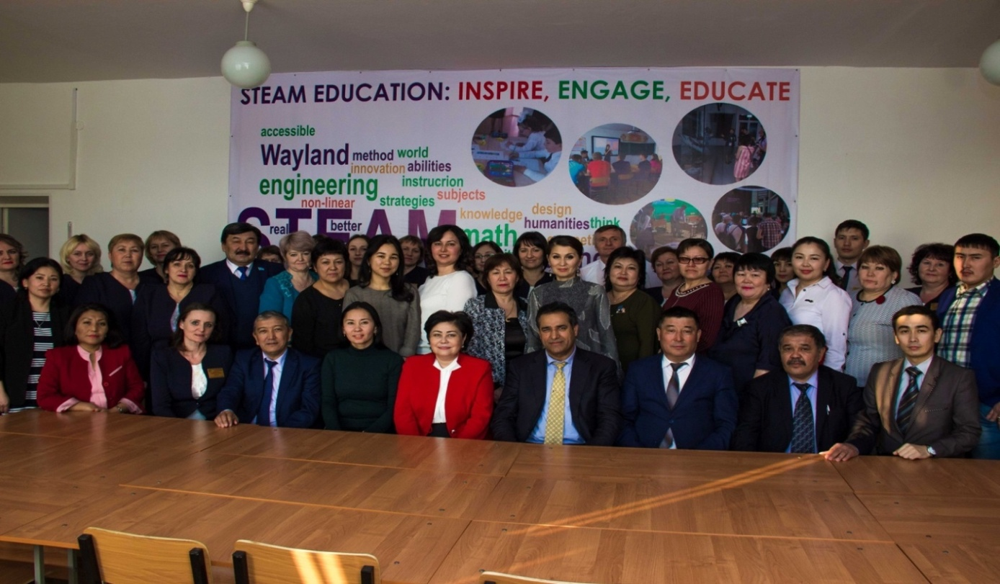 STEAM EDUCATION: INSPIRE, ENGAGE, EDUCATE
accessible
Wayland method world
innovation abilities
engineering instrucrion
non-linear strategies subjects
STEAM knowledge design
real better humanities think
math